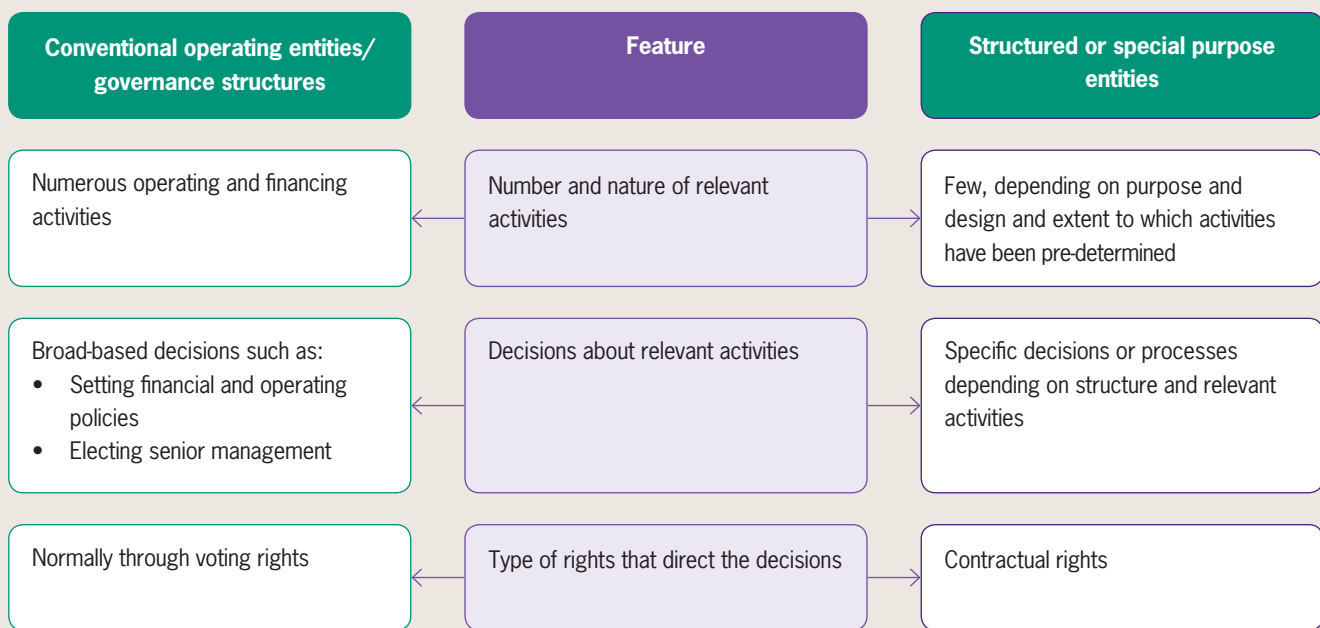 Conventional operating entities/
governance structures
Feature
Structured or special purpose
entities
Numerous operating and financing
activities
Number and nature of relevant
activities
Few, depending on purpose and
design and extent to which activities
have been pre-determined
Broad-based decisions such as:
• Setting financial and operating
policies
• Electing senior management
Decisions about relevant activities
Specific decisions or processes
depending on structure and relevant
activities
Normally through voting rights
Type of rights that direct the decisions
Contractual rights